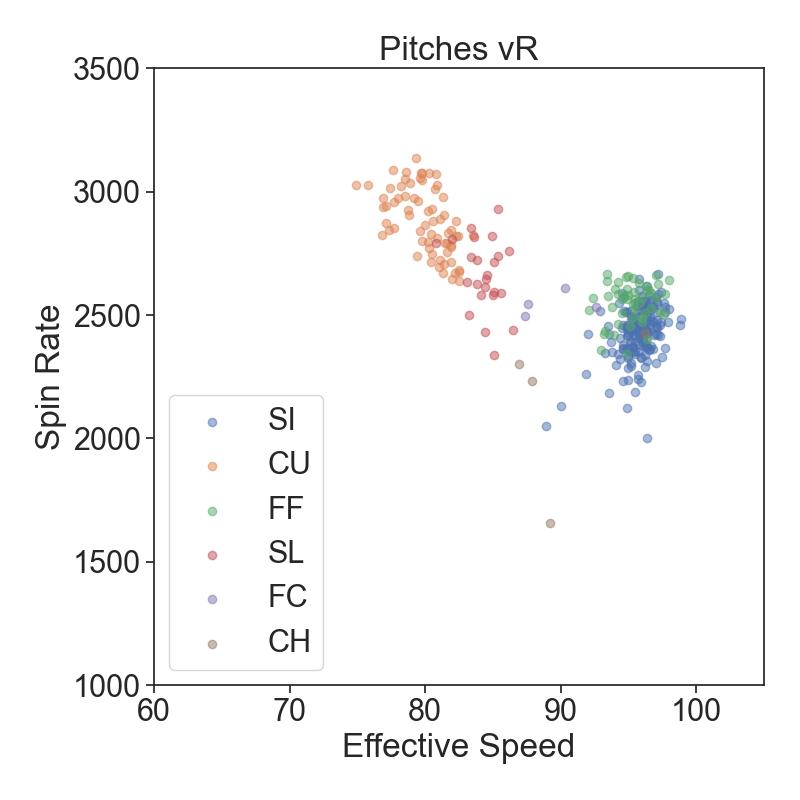 Pitches vR
3500
3000
2500
2000
1500
1000
Spin Rate
SI
CU
FF
SL
FC
CH
60 70 80 90 100
Effective Speed